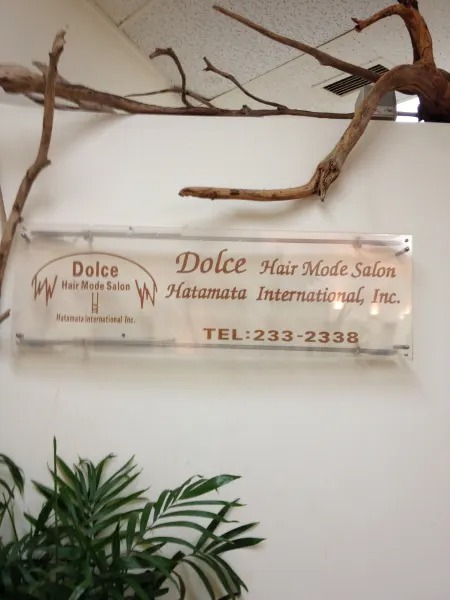 Dolce
Hair Mode Salon
H
Hatamata International Inc.
Dolce Hair Mode Salon
Hatamata International, Inc.
TEL:233-2338